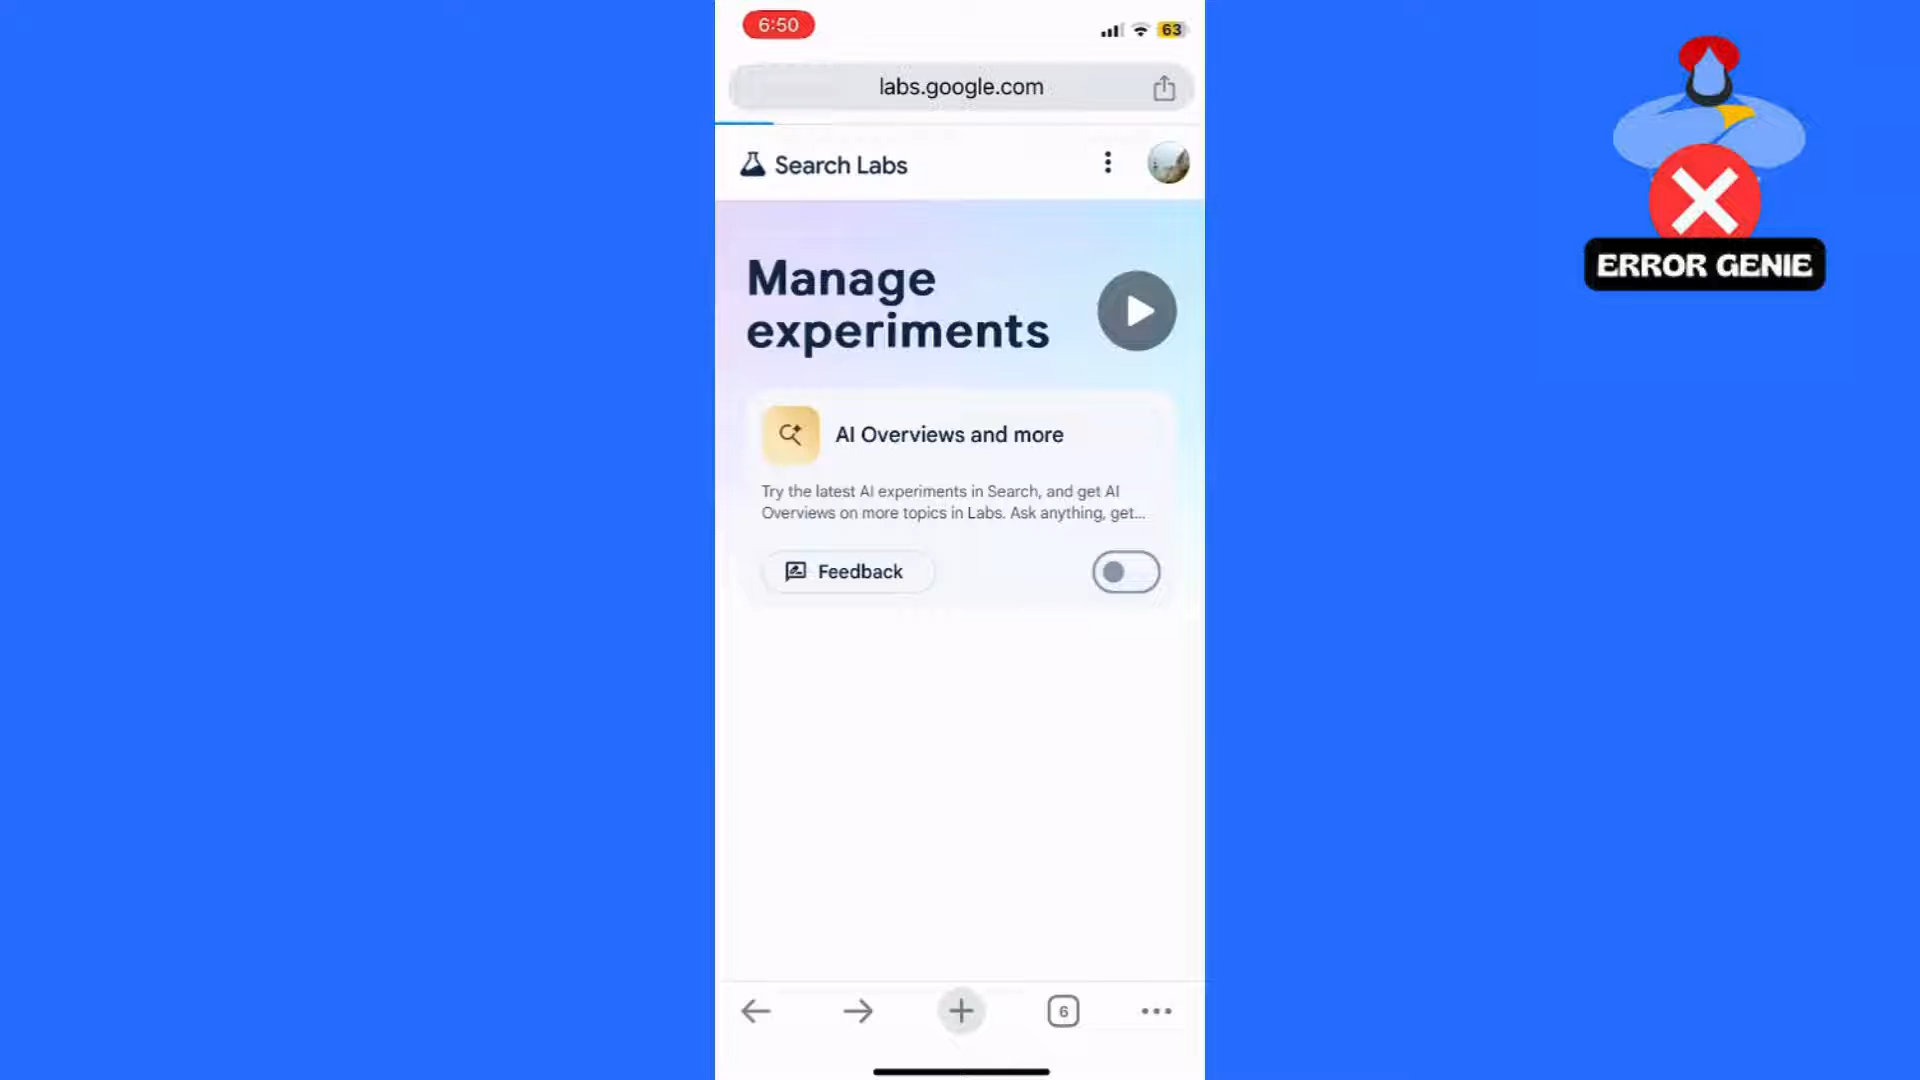 6:50
63
labs.google.com
Search Labs
Manage
experiments
AI Overviews and more
Try the latest AI experiments in Search, and get AI
Overviews on more topics in Labs. Ask anything, get...
Feedback
6
ERROR GENIE